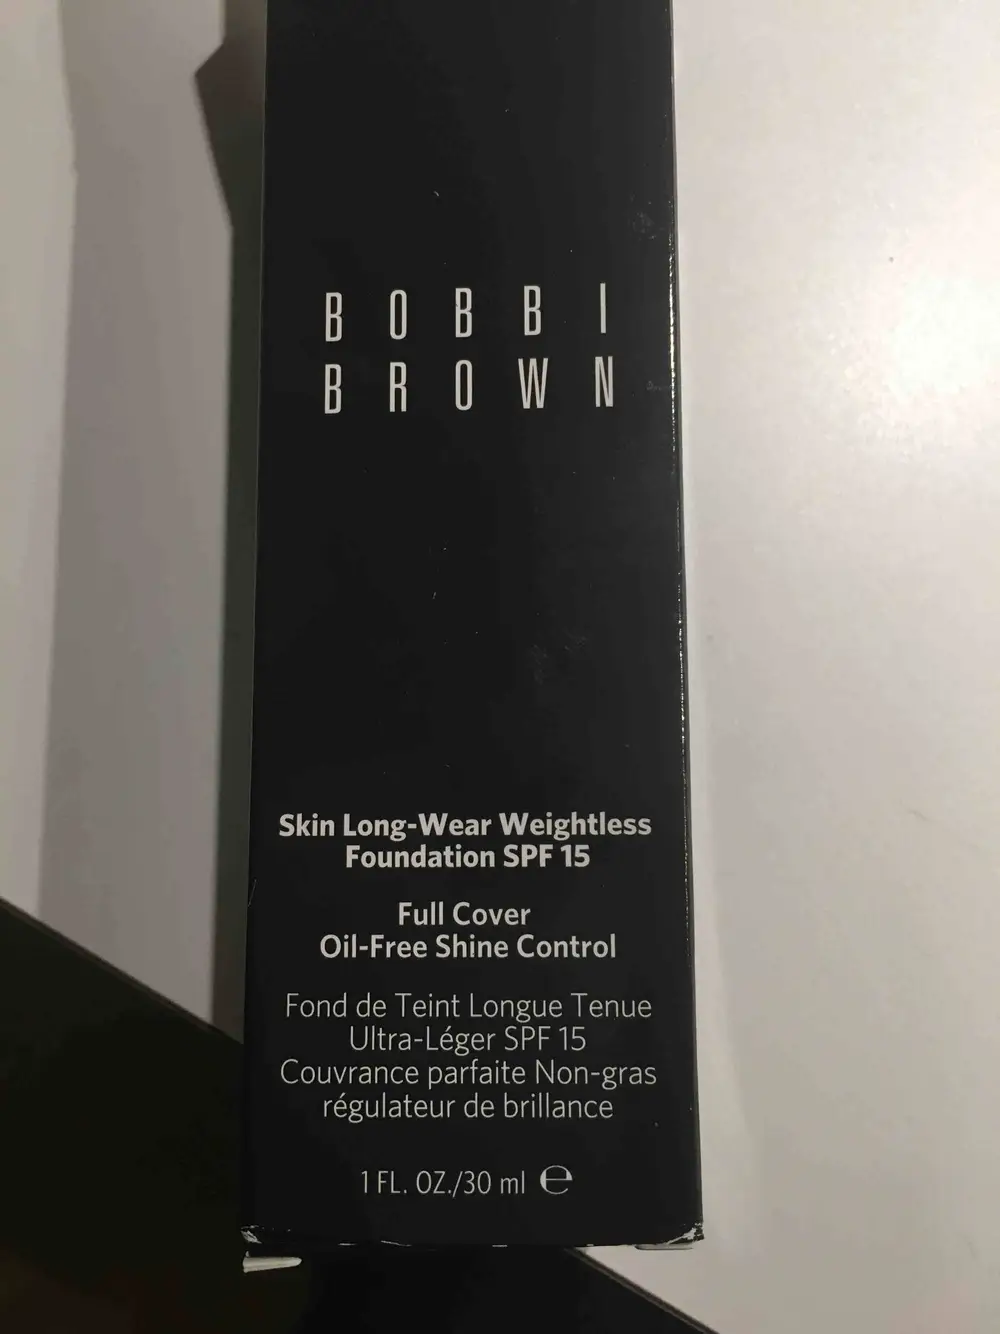 BOBBI
BROWN
Skin Long-Wear Weightless
Foundation SPF 15
Full Cover
Oil-Free Shine Control
Fond de Teint Longue Tenue
Ultra-Léger SPF 15
Couvrance parfaite Non-gras
régulateur de brillance
1 FL. OZ./30 ml ℮